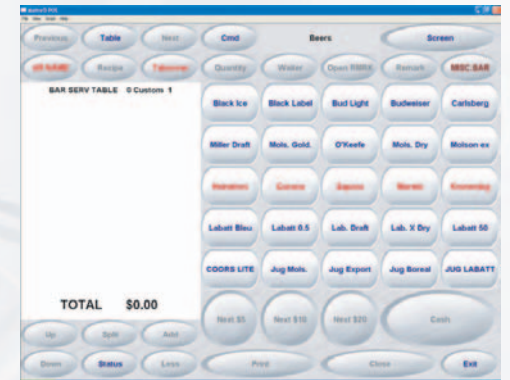 Previous Table Next Cmd Beers Screen
Recipe Quantity Waiter Open RMRK Remark MISC.BAR
BAR SERV TABLE 0 Custom 1
Black Ice Black Label Bud Light Budweiser Carlsberg
Miller Draft Mols. Gold. O'Keefe Mols. Dry Molson ex
Heineken Corona
Labatt Bleu Labatt 0.5 Lab. Draft Lab. X Dry Labatt 50
COORS LITE Jug Mols. Jug Export Jug Boreal JUG LABATT
TOTAL $0.00
Next $5 Next $10 Next $20 Cash
Up Split Add
Down Status Less Print Close Exit